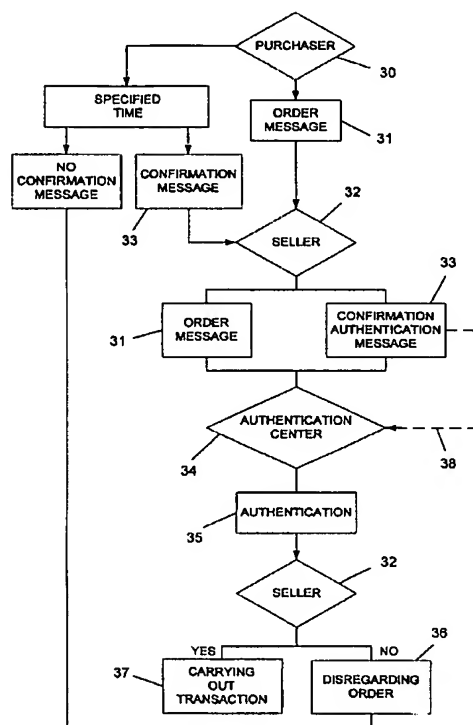 PURCHASER
30
SPECIFIED
TIME
ORDER
MESSAGE
31
NO
CONFIRMATION
MESSAGE
CONFIRMATION
MESSAGE
33
32
SELLER
33
ORDER
MESSAGE
31
CONFIRMATION
AUTHENTICATION
MESSAGE
AUTHENTICATION
CENTER
34
38
AUTHENTICATION
35
32
SELLER
36
YES
NO
37
CARRYING
OUT
TRANSACTION
DISREGARDING
ORDER